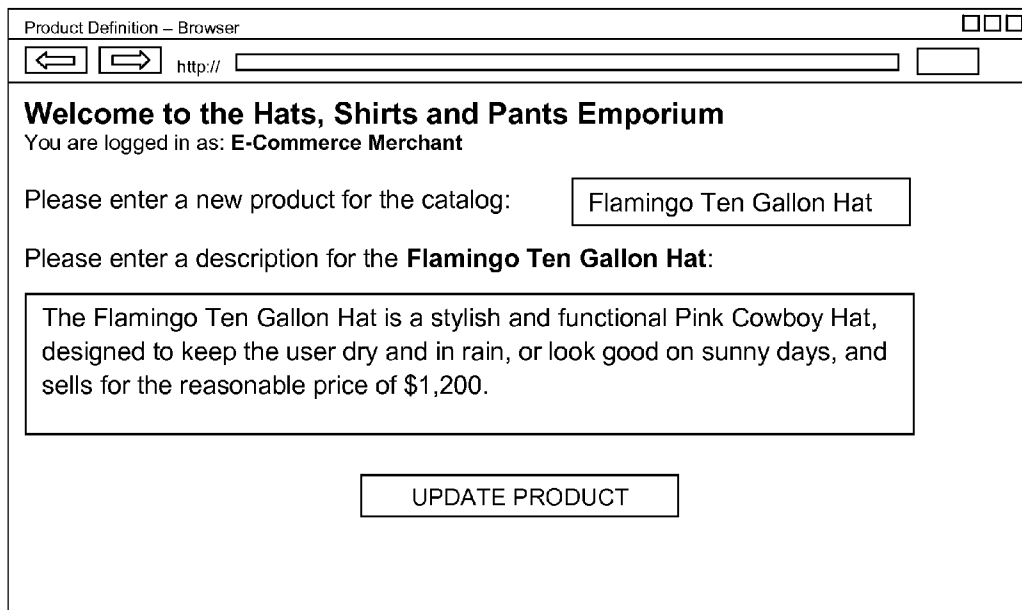 Product Definition – Browser
http://
Welcome to the Hats, Shirts and Pants Emporium
You are logged in as: E-Commerce Merchant
Please enter a new product for the catalog:
Flamingo Ten Gallon Hat
Please enter a description for the Flamingo Ten Gallon Hat:
The Flamingo Ten Gallon Hat is a stylish and functional Pink Cowboy Hat,
designed to keep the user dry and in rain, or look good on sunny days, and
sells for the reasonable price of $1,200.
UPDATE PRODUCT